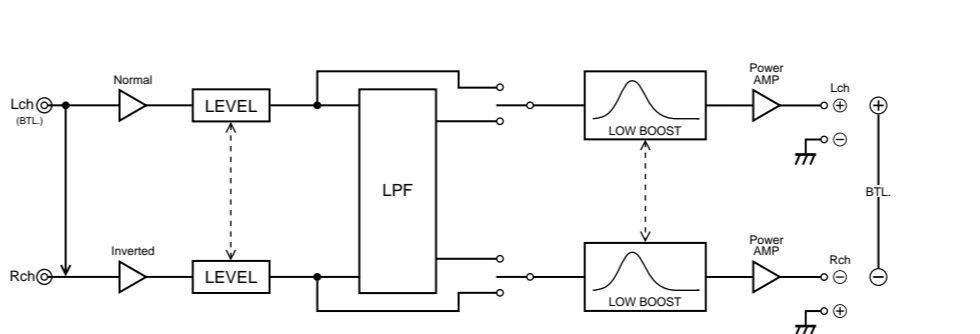 Normal
Power
AMP
Lch
Lch
(BTL.)
LEVEL
LOW BOOST
⊕
⊖
⊕
LPF
BTL.
Inverted
Power
AMP
Rch
Rch
LEVEL
LOW BOOST
⊖
⊕
⊖